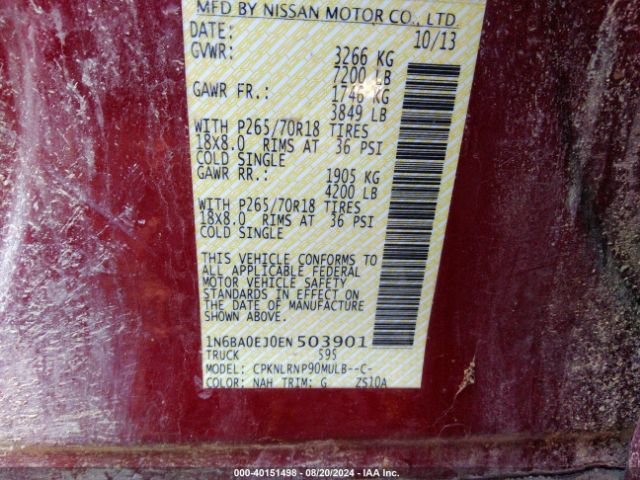 MFD BY NISSAN MOTOR CO., LTD.
DATE: 10/13
GVWR: 3266 KG
7200 LB
GAWR FR.: 1746 KG
3849 LB
WITH P265/70R18 TIRES
18X8.0 RIMS AT 36 PSI
COLD SINGLE
GAWR RR.: 1905 KG
4200 LB
WITH P265/70R18 TIRES
18X8.0 RIMS AT 36 PSI
COLD SINGLE
THIS VEHICLE CONFORMS TO
ALL APPLICABLE FEDERAL
MOTOR VEHICLE SAFETY
STANDARDS IN EFFECT ON
THE DATE OF MANUFACTURE
SHOWN ABOVE.
1N6BA0EJ0EN503901
TRUCK S95
MODEL: CPKNLRNP90MULB--C-
COLOR: NAH TRIM: G ZS10A
000-40151498 - 08/20/2024 - IAA Inc.